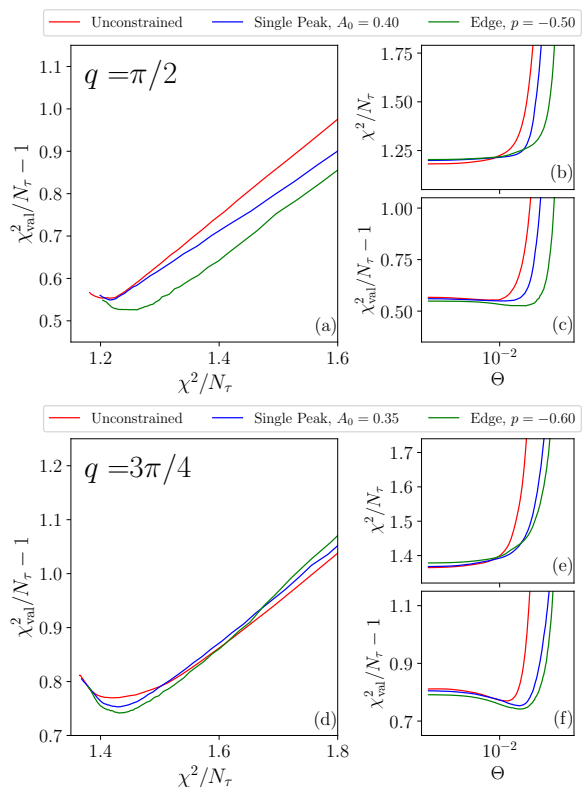 Unconstrained Single Peak, A₀ = 0.40 Edge, p = −0.50
q = π/2
χ²_val/N_τ − 1
1.1
1.0
0.9
0.8
0.7
0.6
0.5
(a)
1.2 1.4 1.6
χ²/N_τ
χ²/N_τ
1.75
1.50
1.25
(b)
χ²_val/N_τ − 1
1.00
0.75
0.50
(c)
10⁻²
Θ
Unconstrained Single Peak, A₀ = 0.35 Edge, p = −0.60
q = 3π/4
χ²_val/N_τ − 1
1.2
1.1
1.0
0.9
0.8
0.7
(d)
1.4 1.6 1.8
χ²/N_τ
χ²/N_τ
1.7
1.6
1.5
1.4
(e)
χ²_val/N_τ − 1
1.1
0.9
0.7
(f)
10⁻²
Θ